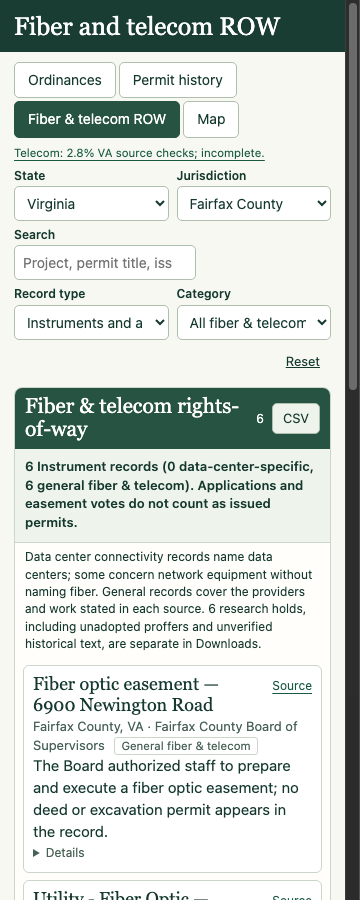 Fiber and telecom ROW
Ordinances
Permit history
Fiber & telecom ROW
Map
Telecom: 2.8% VA source checks; incomplete.
State
Jurisdiction
Virginia
Fairfax County
Search
Project, permit title, iss
Record type
Category
Instruments and a
All fiber & telecom
Reset
Fiber & telecom rights-
of-way
6
CSV
6 Instrument records (0 data-center-specific,
6 general fiber & telecom). Applications and
easement votes do not count as issued
permits.
Data center connectivity records name data
centers; some concern network equipment without
naming fiber. General records cover the providers
and work stated in each source. 6 research holds,
including unadopted proffers and unverified
historical text, are separate in Downloads.
Fiber optic easement —
6900 Newington Road
Source
Fairfax County, VA · Fairfax County Board of
Supervisors
General fiber & telecom
The Board authorized staff to prepare
and execute a fiber optic easement; no
deed or excavation permit appears in
the record.
Details
Utility - Fiber Optic —
Source